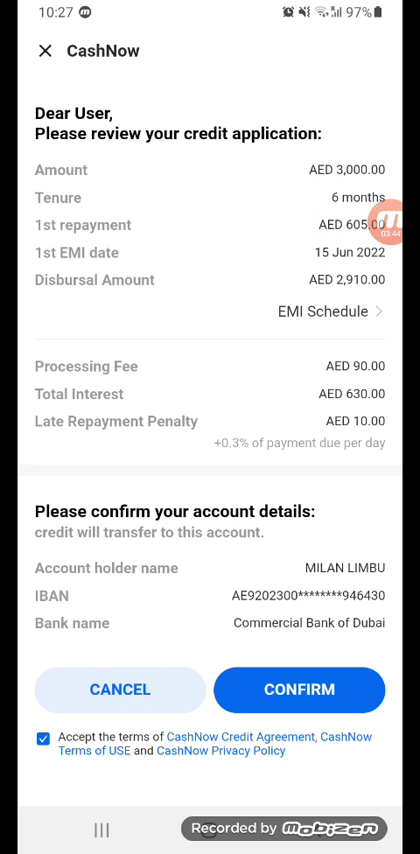 10:27 97%
CashNow
Dear User,
Please review your credit application:
Amount AED 3,000.00
Tenure 6 months
1st repayment AED 605.00
03:44
1st EMI date 15 Jun 2022
Disbursal Amount AED 2,910.00
EMI Schedule
Processing Fee AED 90.00
Total Interest AED 630.00
Late Repayment Penalty AED 10.00
+0.3% of payment due per day
Please confirm your account details:
credit will transfer to this account.
Account holder name MILAN LIMBU
IBAN AE9202300********946430
Bank name Commercial Bank of Dubai
CANCEL CONFIRM
Accept the terms of CashNow Credit Agreement, CashNow
Terms of USE and CashNow Privacy Policy
Recorded by mobizen